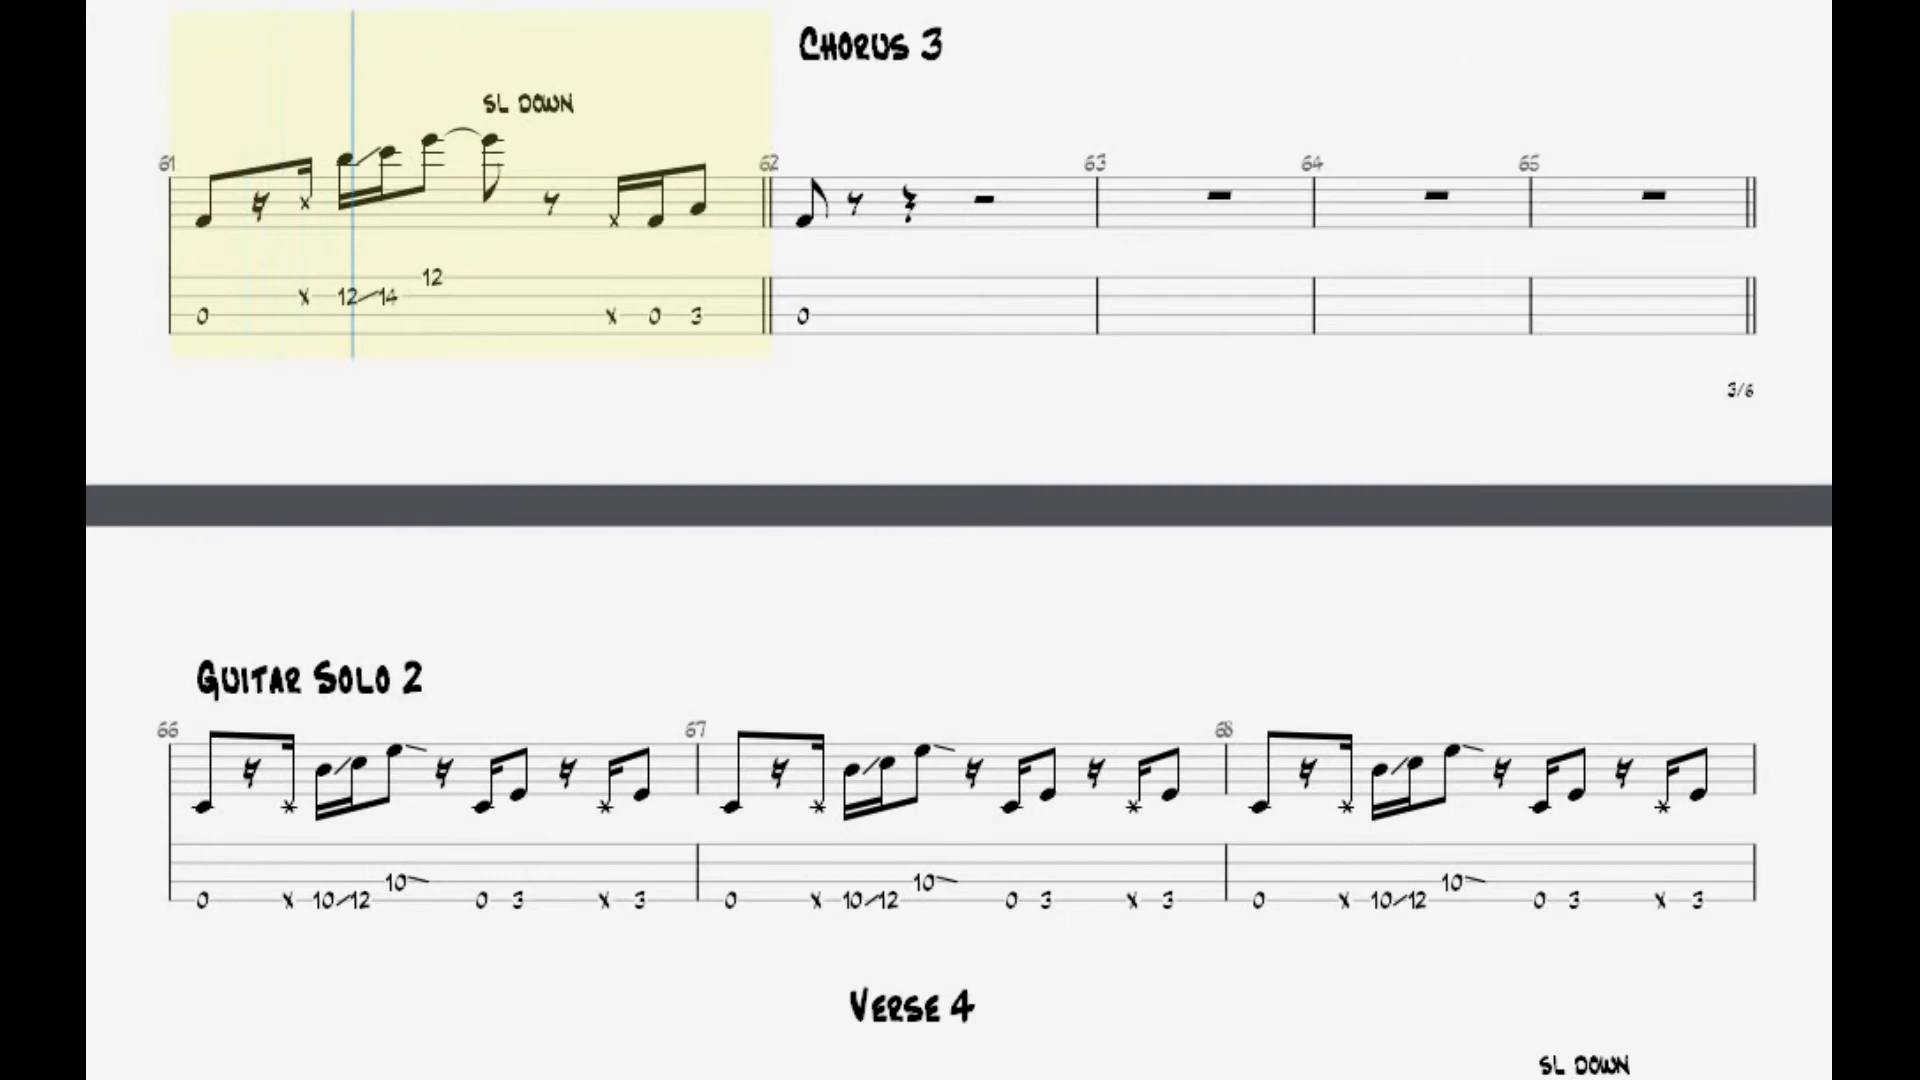 CHORUS 3
SL DOWN
61 62 63 64 65
12
X 12 14
0 X 0 3 0
3/6
GUITAR SOLO 2
66 67 68
10 10 10
0 X 10 12 0 3 X 3 0 X 10 12 0 3 X 3 0 X 10 12 0 3 X 3
VERSE 4
SL DOWN